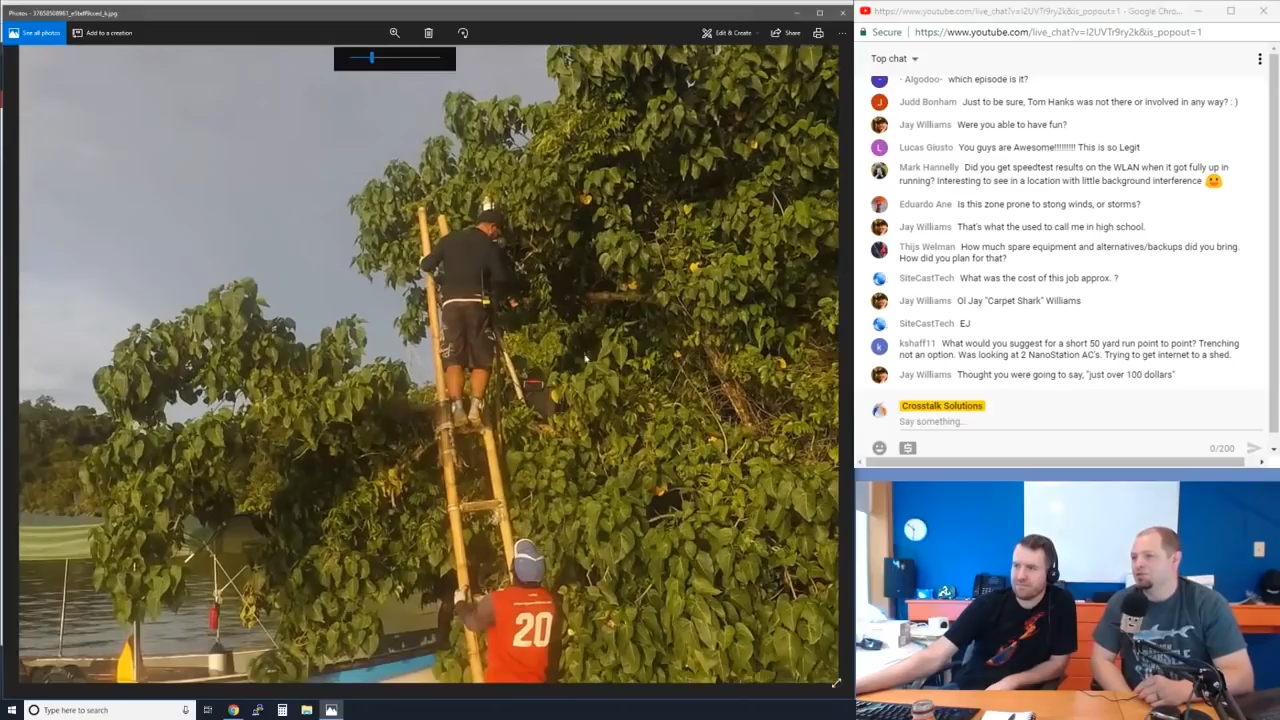 Photos - 37658508961_e5bdf9ced_k.jpg
See all photos
Add to a creation
Edit & Create
Share
20
Type here to search
https://www.youtube.com/live_chat?v=I2UVTr9ry2k&is_popout=1 - Google Chro...
Secure
https://www.youtube.com/live_chat?v=I2UVTr9ry2k&is_popout=1
Top chat
- Algodoo- which episode is it?
J
Judd Bonham Just to be sure, Tom Hanks was not there or involved in any way? : )
Jay Williams Were you able to have fun?
L
Lucas Giusto You guys are Awesome!!!!!!!!! This is so Legit
Mark Hannelly Did you get speedtest results on the WLAN when it got fully up in
running? Interesting to see in a location with little background interference
Eduardo Ane Is this zone prone to stong winds, or storms?
Jay Williams That's what the used to call me in high school.
Thijs Welman How much spare equipment and alternatives/backups did you bring.
How did you plan for that?
SiteCastTech What was the cost of this job approx. ?
Jay Williams Ol Jay "Carpet Shark" Williams
SiteCastTech EJ
k
kshaff11 What would you suggest for a short 50 yard run point to point? Trenching
not an option. Was looking at 2 NanoStation AC's. Trying to get internet to a shed.
Jay Williams Thought you were going to say, "just over 100 dollars"
Crosstalk Solutions
Say something...
0/200